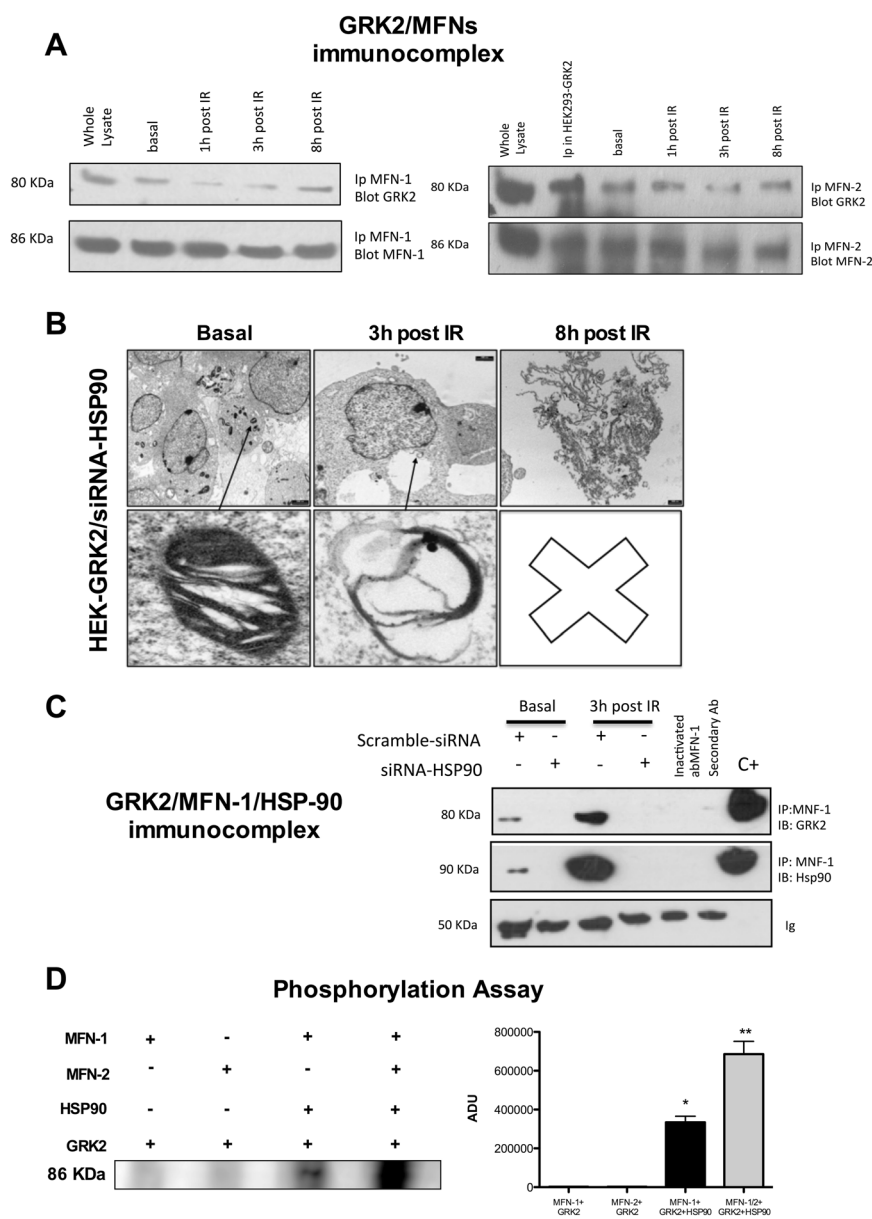 GRK2/MFNs
immunocomplex
A
Whole
Lysate
basal
1h post IR
3h post IR
8h post IR
80 KDa
Ip MFN-1
Blot GRK2
86 KDa
Ip MFN-1
Blot MFN-1
Whole
Lysate
Ip in HEK293-GRK2
basal
1h post IR
3h post IR
8h post IR
80 KDa
Ip MFN-2
Blot GRK2
86 KDa
Ip MFN-2
Blot MFN-2
B
Basal
3h post IR
8h post IR
HEK-GRK2/siRNA-HSP90
C
GRK2/MFN-1/HSP-90
immunocomplex
Basal
3h post IR
Inactivated
abMFN-1
Secondary Ab
C+
Scramble-siRNA + - + -
siRNA-HSP90 - + - +
80 KDa
IP:MNF-1
IB: GRK2
90 KDa
IP: MNF-1
IB: Hsp90
50 KDa
Ig
D
Phosphorylation Assay
MFN-1 + - + +
MFN-2 - + - +
HSP90 - - + +
GRK2 + + + +
86 KDa
ADU
800000
600000
400000
200000
0
*
**
MFN-1+
GRK2
MFN-2+
GRK2
MFN-1+
GRK2+HSP90
MFN-1/2+
GRK2+HSP90